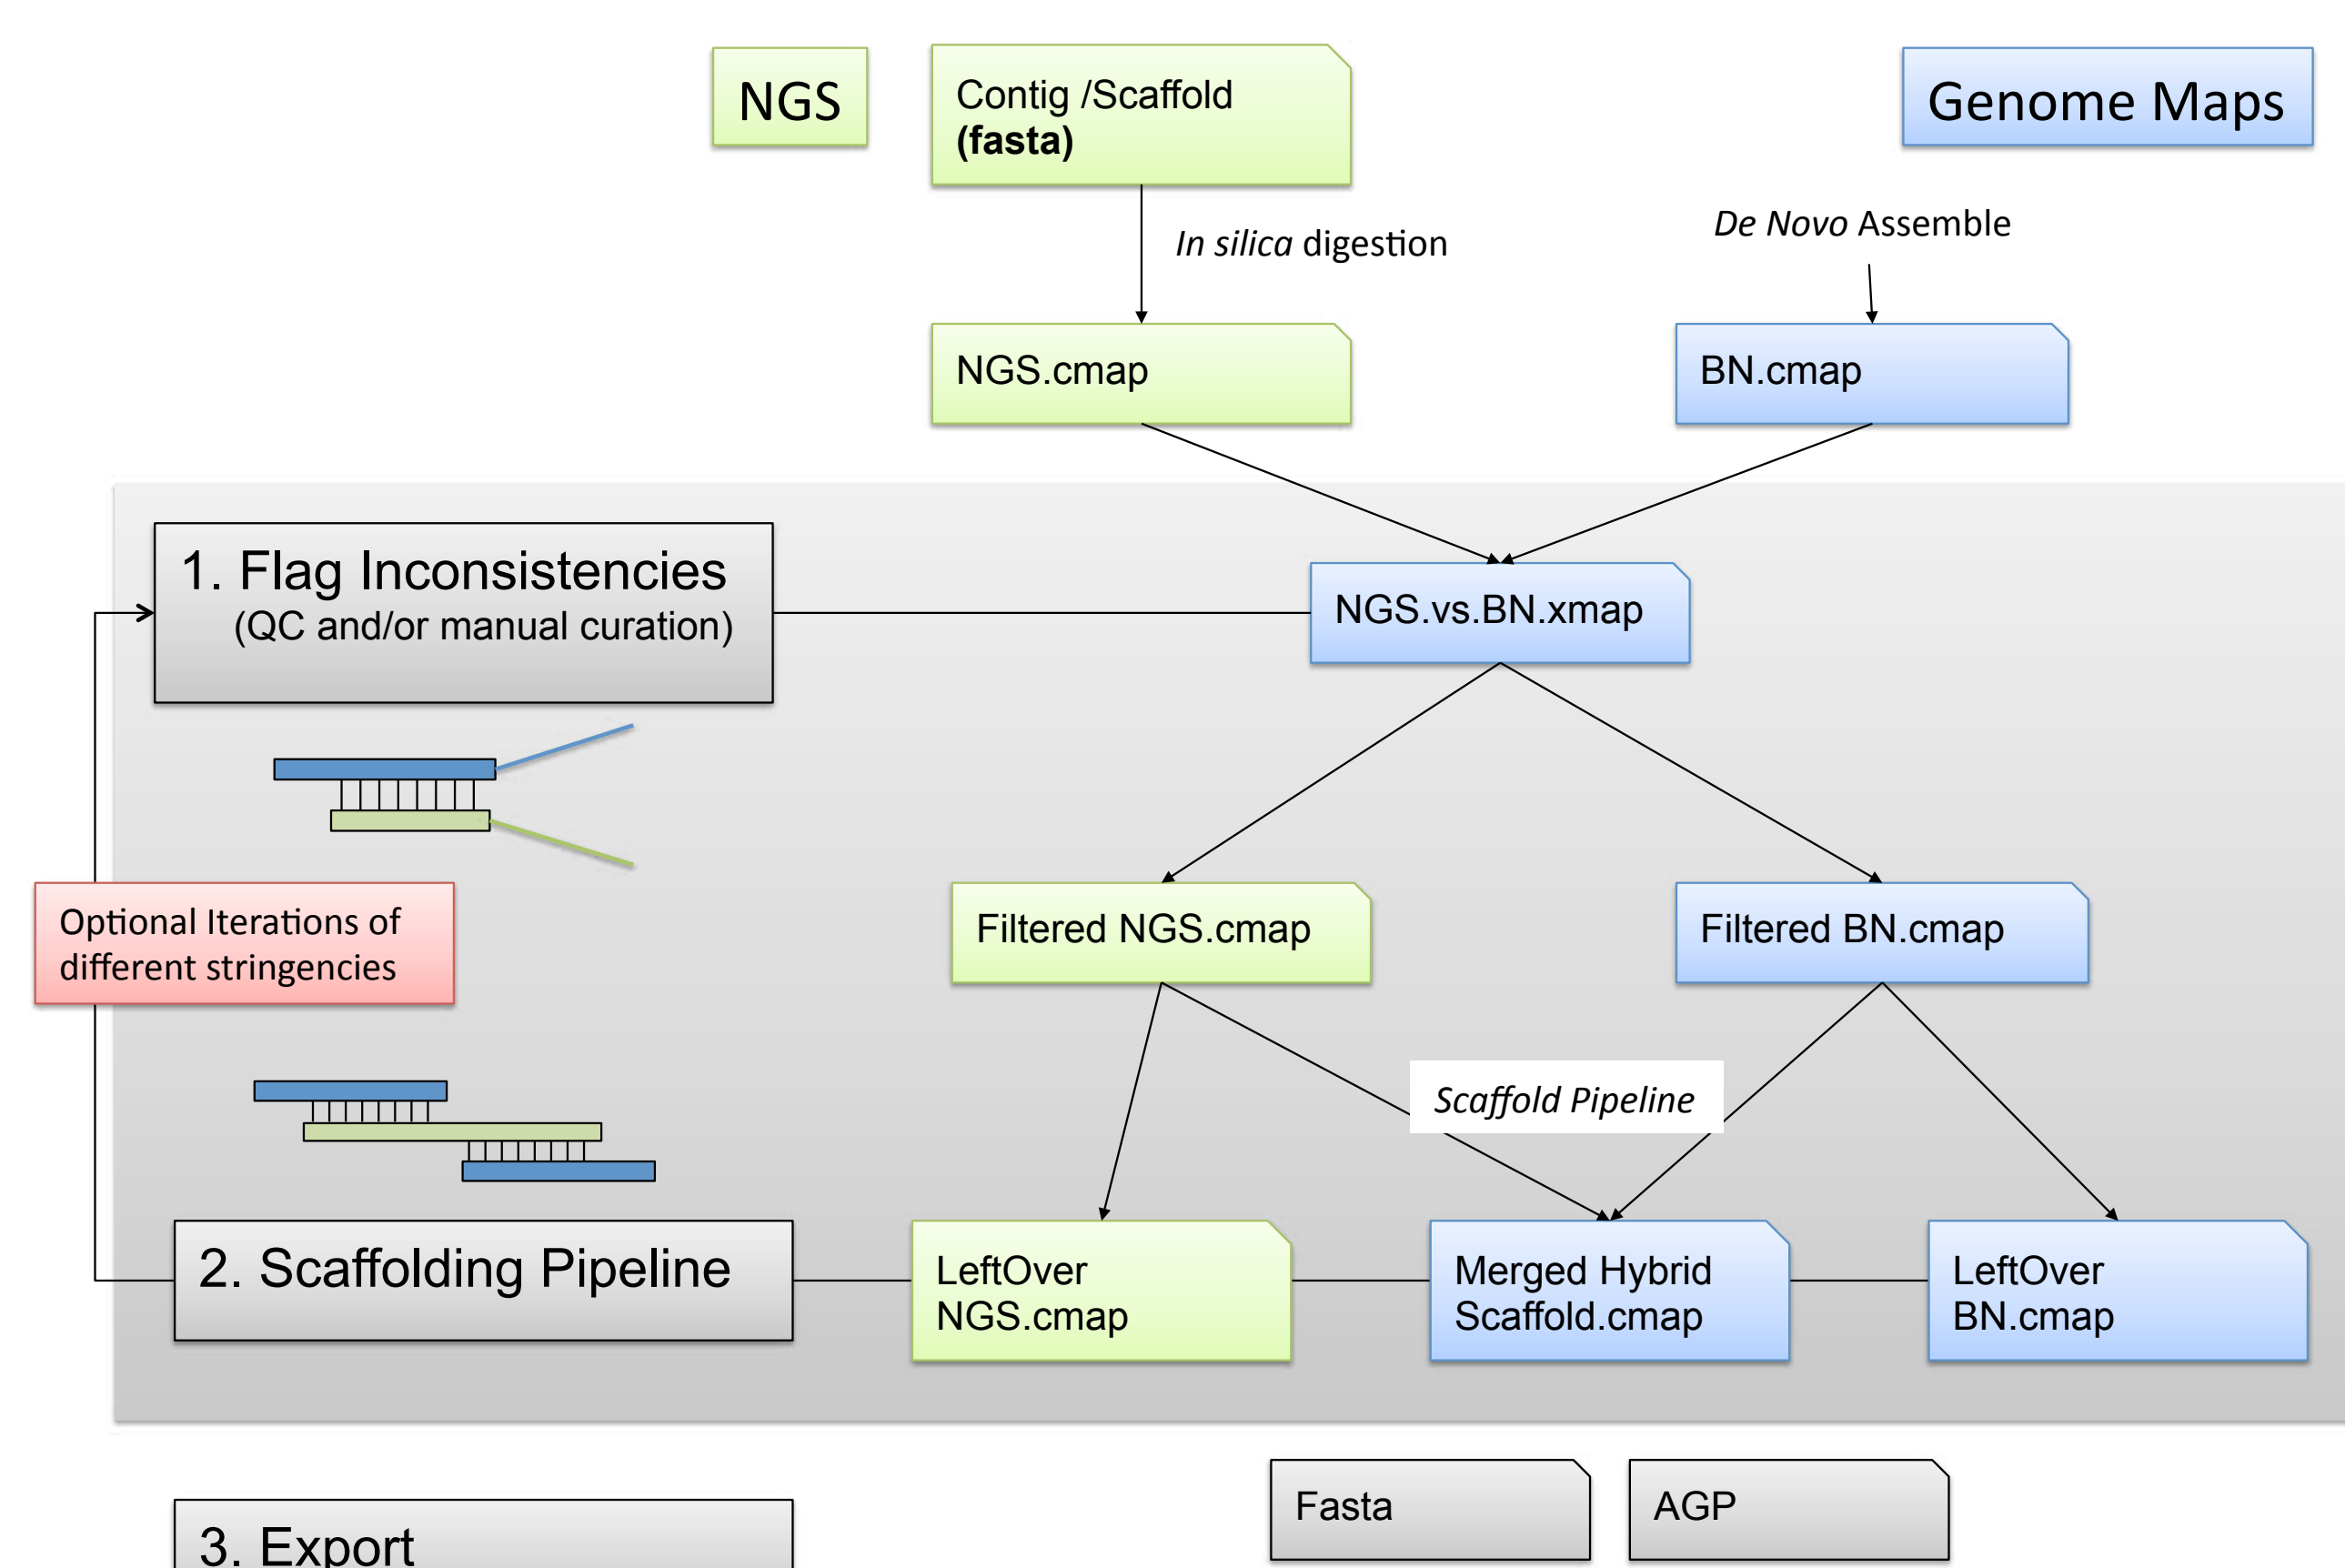 NGS
Contig /Scaffold
(fasta)
Genome Maps
In silica digestion
De Novo Assemble
NGS.cmap
BN.cmap
1. Flag Inconsistencies
(QC and/or manual curation)
NGS.vs.BN.xmap
Optional Iterations of
different stringencies
Filtered NGS.cmap
Filtered BN.cmap
Scaffold Pipeline
2. Scaffolding Pipeline
LeftOver
NGS.cmap
Merged Hybrid
Scaffold.cmap
LeftOver
BN.cmap
Fasta
AGP
3. Export